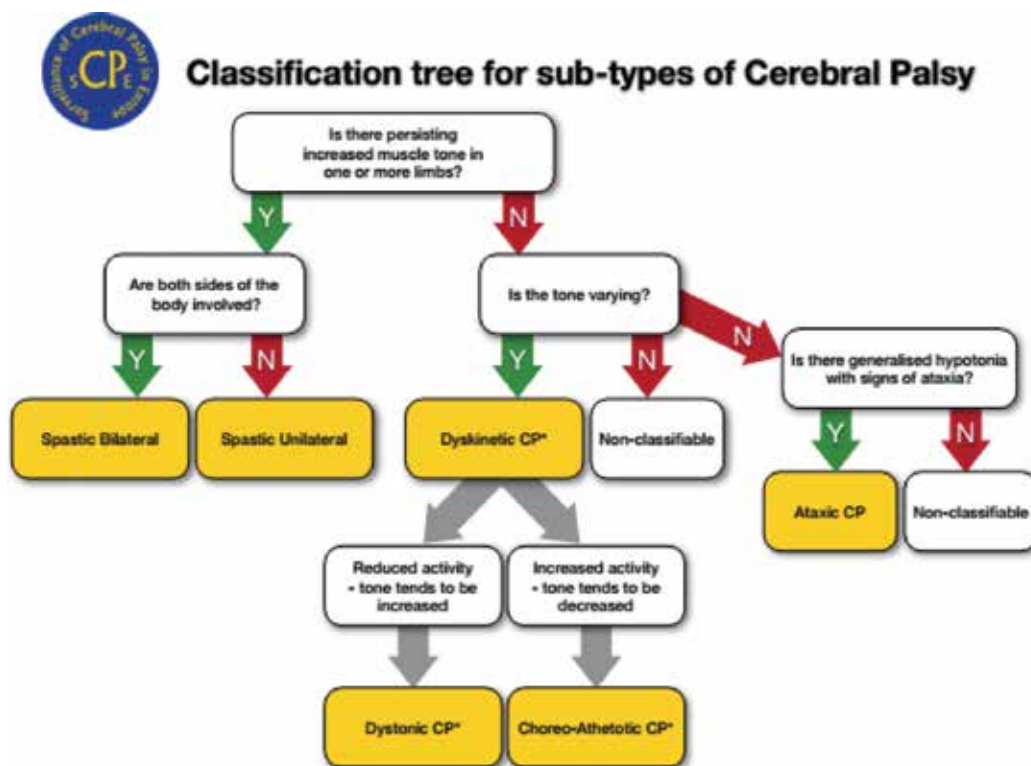 Surveillance of Cerebral Palsy in Europe
S CP E
Classification tree for sub-types of Cerebral Palsy
Is there persisting
increased muscle tone in
one or more limbs?
Y
N
Are both sides of the
body involved?
Is the tone varying?
N
Is there generalised hypotonia
with signs of ataxia?
Y
N
Y
N
Y
N
Spastic Bilateral
Spastic Unilateral
Dyskinetic CP*
Non-classifiable
Ataxic CP
Non-classifiable
Reduced activity
- tone tends to be
increased
Increased activity
- tone tends to be
decreased
Dystonic CP*
Choreo-Athetotic CP*